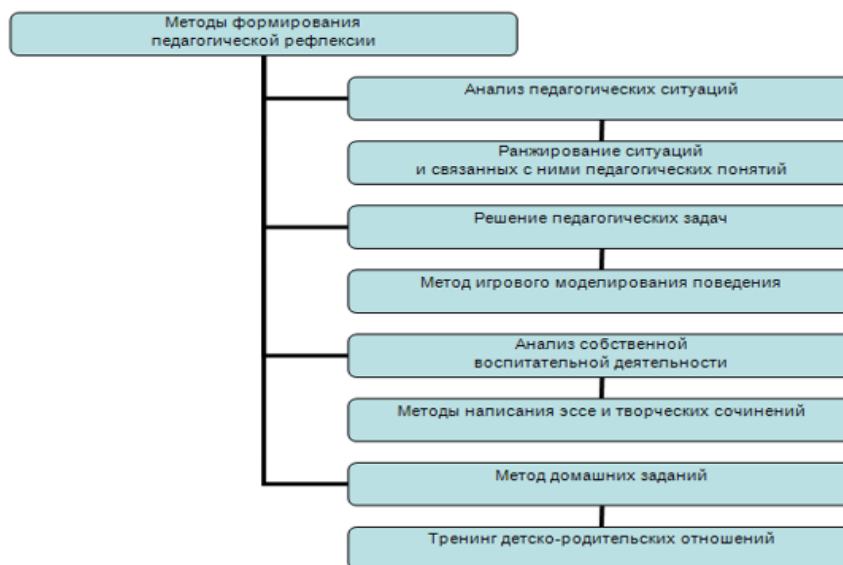 Методы формирования
педагогической рефлексии
Анализ педагогических ситуаций
Ранжирование ситуаций
и связанных с ними педагогических понятий
Решение педагогических задач
Метод игрового моделирования поведения
Анализ собственной
воспитательной деятельности
Методы написания эссе и творческих сочинений
Метод домашних заданий
Тренинг детско-родительских отношений